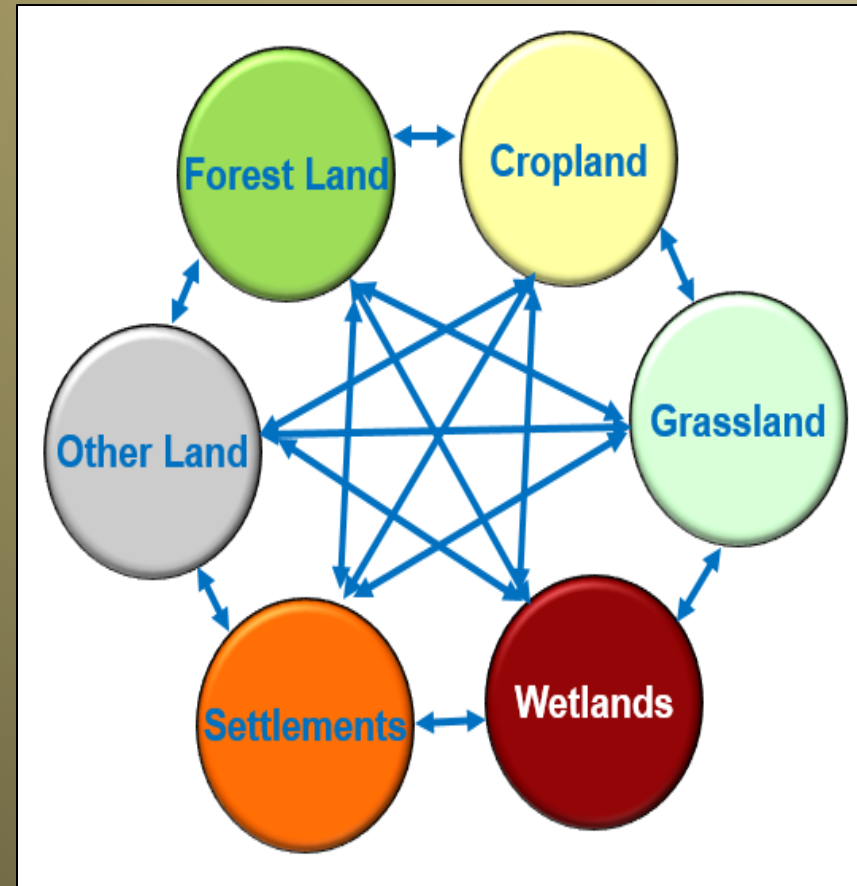 Forest Land
Cropland
Grassland
Other Land
Settlements
Wetlands